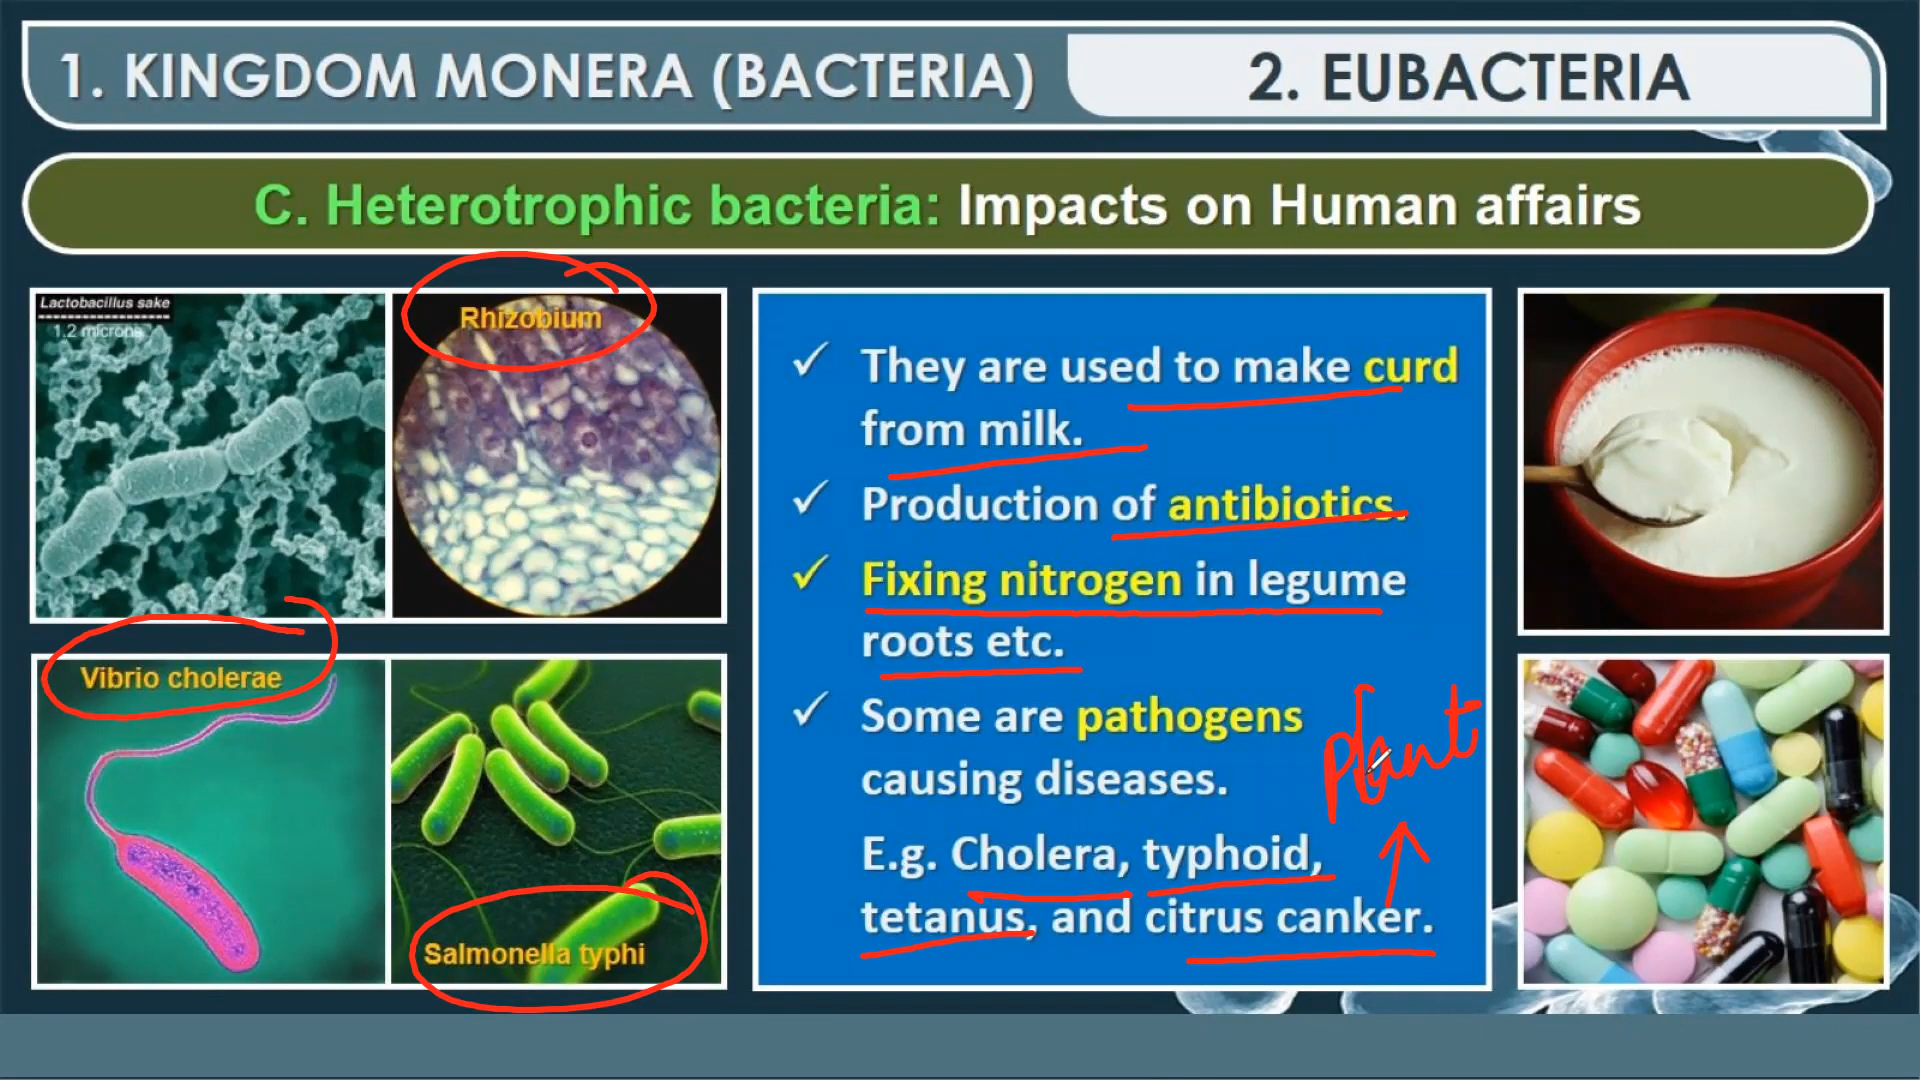 1. KINGDOM MONERA (BACTERIA)
2. EUBACTERIA
C. Heterotrophic bacteria: Impacts on Human affairs
Lactobacillus sake
1.2 microns
Rhizobium
Vibrio cholerae
Salmonella typhi
✓ They are used to make curd
from milk.
✓ Production of antibiotics.
✓ Fixing nitrogen in legume
roots etc.
✓ Some are pathogens
causing diseases.
Plant
E.g. Cholera, typhoid,
tetanus, and citrus canker.